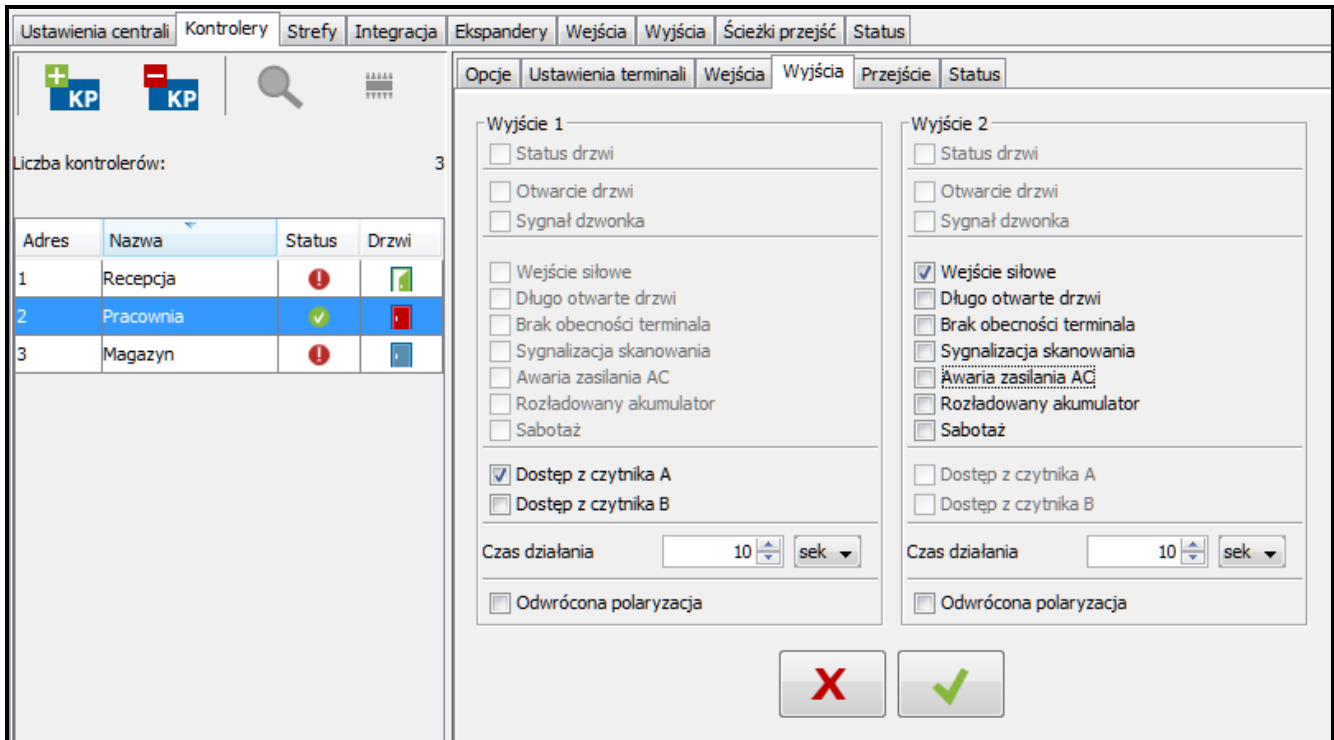 Ustawienia centrali Kontrolery Strefy Integracja Ekspandery Wejścia Wyjścia Ścieżki przejść Status
KP KP
Liczba kontrolerów: 3
Adres Nazwa Status Drzwi
1 Recepcja
2 Pracownia
3 Magazyn
Opcje Ustawienia terminali Wejścia Wyjścia Przejście Status
Wyjście 1
Status drzwi
Otwarcie drzwi
Sygnał dzwonka
Wejście siłowe
Długo otwarte drzwi
Brak obecności terminala
Sygnalizacja skanowania
Awaria zasilania AC
Rozładowany akumulator
Sabotaż
Dostęp z czytnika A
Dostęp z czytnika B
Czas działania 10 sek
Odwrócona polaryzacja
Wyjście 2
Status drzwi
Otwarcie drzwi
Sygnał dzwonka
Wejście siłowe
Długo otwarte drzwi
Brak obecności terminala
Sygnalizacja skanowania
Awaria zasilania AC
Rozładowany akumulator
Sabotaż
Dostęp z czytnika A
Dostęp z czytnika B
Czas działania 10 sek
Odwrócona polaryzacja